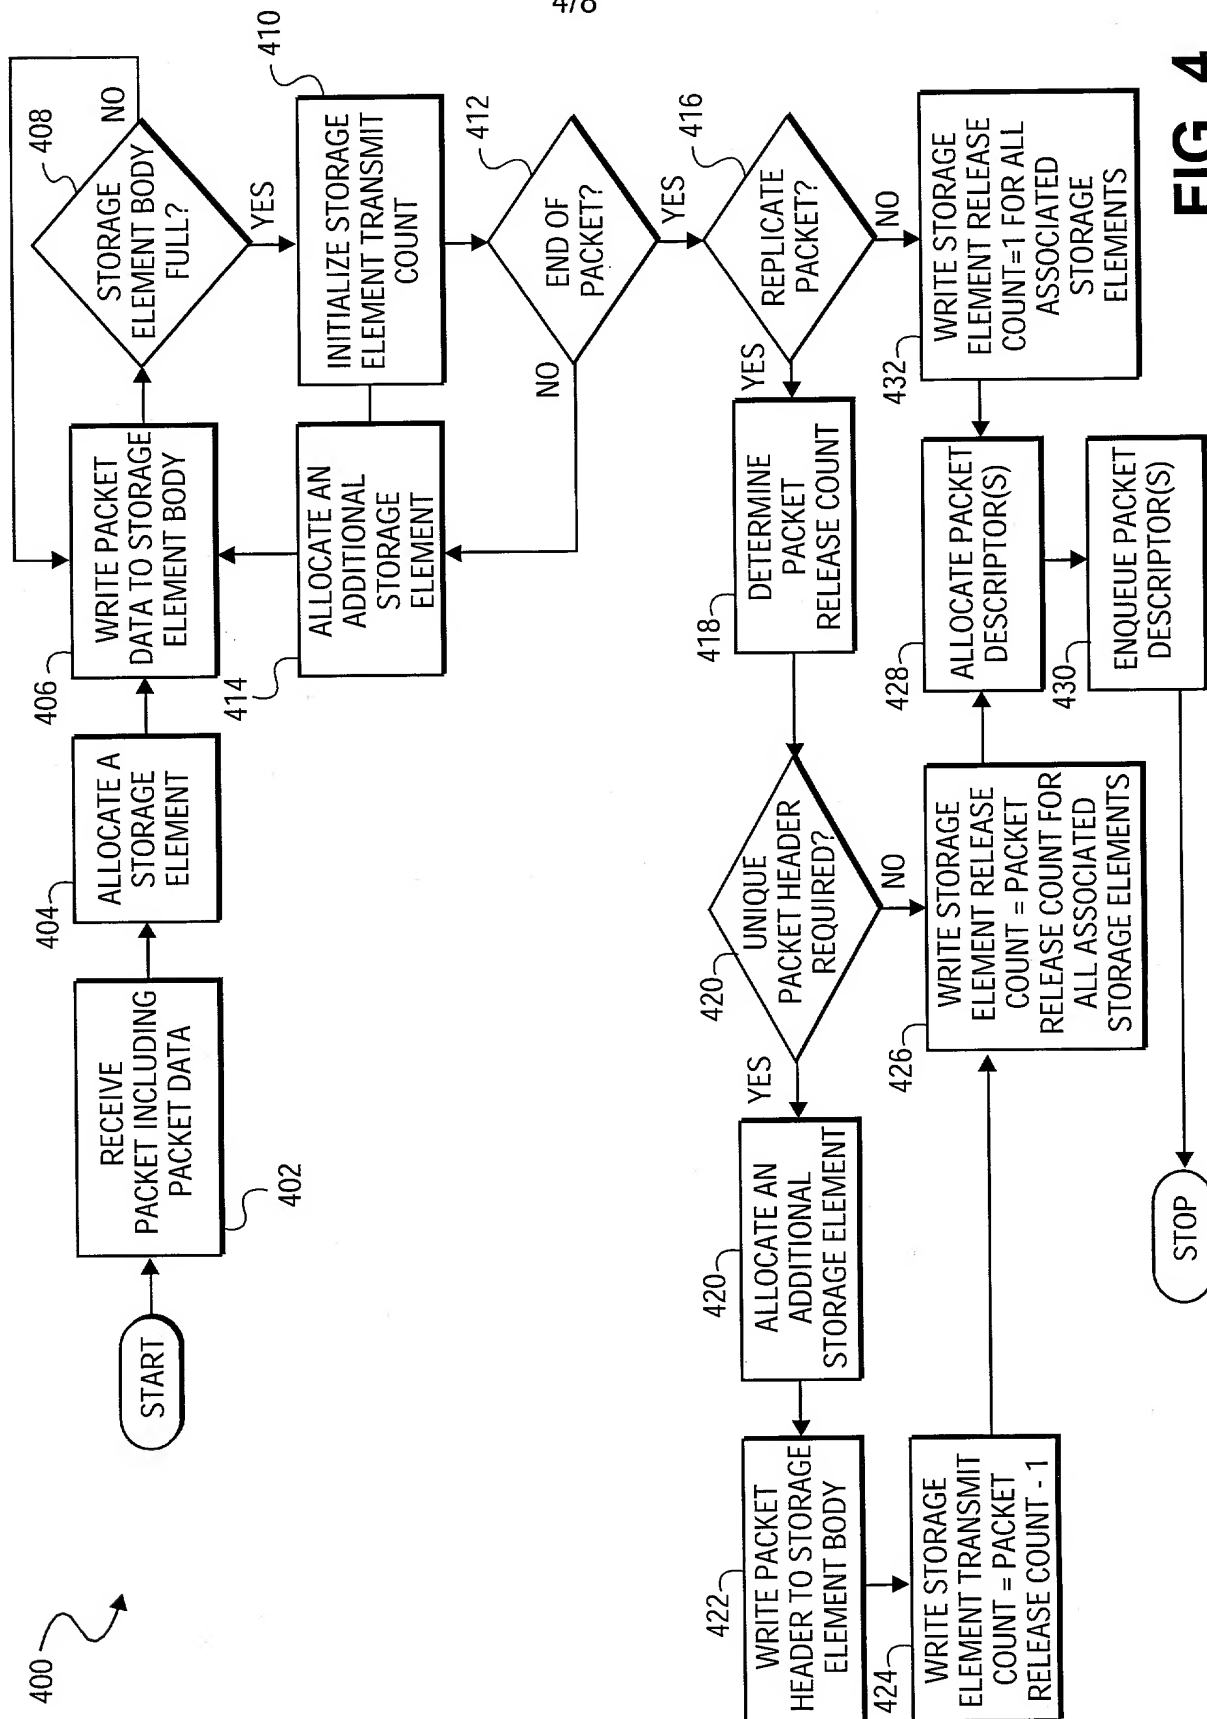 4/8
400
START
RECEIVE
PACKET INCLUDING
PACKET DATA
402
404
ALLOCATE A
STORAGE
ELEMENT
406
WRITE PACKET
DATA TO STORAGE
ELEMENT BODY
408
STORAGE
ELEMENT BODY
FULL?
NO
YES
410
INITIALIZE STORAGE
ELEMENT TRANSMIT
COUNT
414
ALLOCATE AN
ADDITIONAL
STORAGE
ELEMENT
412
END OF
PACKET?
NO
YES
416
REPLICATE
PACKET?
YES
NO
418
DETERMINE
PACKET
RELEASE COUNT
432
WRITE STORAGE
ELEMENT RELEASE
COUNT=1 FOR ALL
ASSOCIATED
STORAGE
ELEMENTS
420
UNIQUE
PACKET HEADER
REQUIRED?
YES
NO
420
ALLOCATE AN
ADDITIONAL
STORAGE ELEMENT
422
WRITE PACKET
HEADER TO STORAGE
ELEMENT BODY
424
WRITE STORAGE
ELEMENT TRANSMIT
COUNT = PACKET
RELEASE COUNT - 1
426
WRITE STORAGE
ELEMENT RELEASE
COUNT = PACKET
RELEASE COUNT FOR
ALL ASSOCIATED
STORAGE ELEMENTS
428
ALLOCATE PACKET
DESCRIPTOR(S)
430
ENQUEUE PACKET
DESCRIPTOR(S)
STOP
FIG. 4